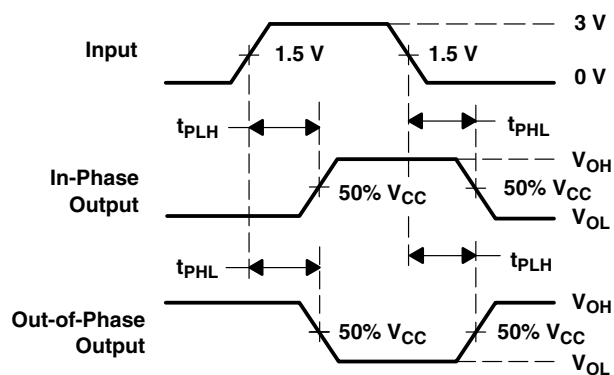 3 V
Input
1.5 V
1.5 V
0 V
tPLH
tPHL
VOH
In-Phase
Output
50% VCC
50% VCC
VOL
tPHL
tPLH
VOH
Out-of-Phase
Output
50% VCC
50% VCC
VOL